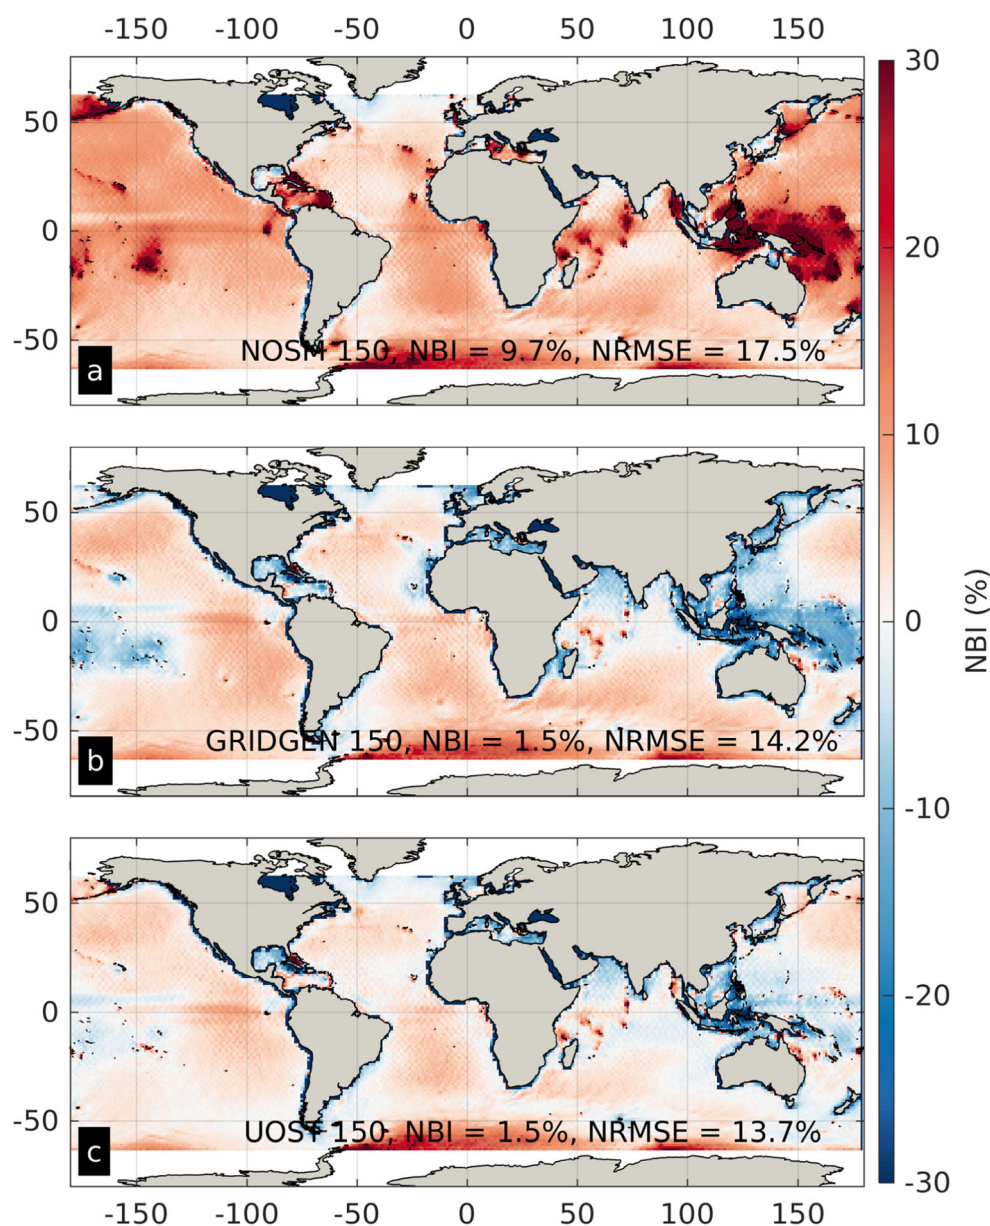 -150 -100 -50 0 50 100 150
30
50
0
-50
NOSM 150, NBI = 9.7%, NRMSE = 17.5%
a
20
10
50
0
-50
GRIDGEN 150, NBI = 1.5%, NRMSE = 14.2%
b
0
NBI (%)
-10
50
0
-50
UOST 150, NBI = 1.5%, NRMSE = 13.7%
c
-20
-30
-150 -100 -50 0 50 100 150